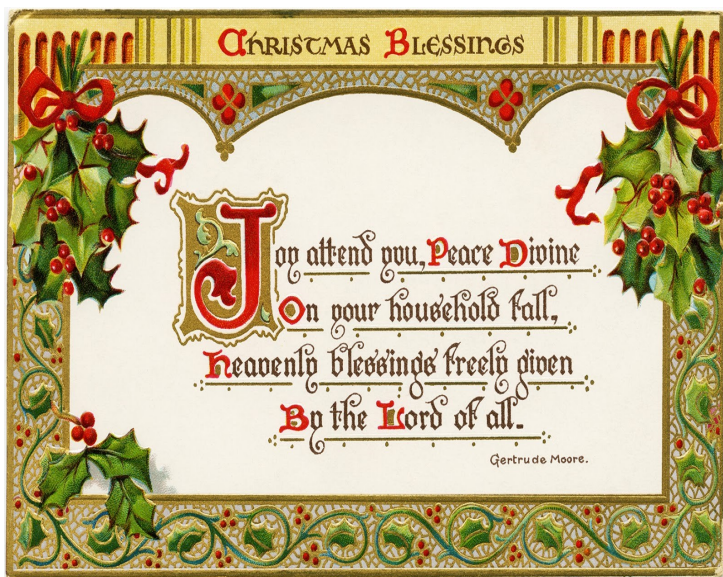 Christmas Blessings
Joy attend you, Peace Divine
On your household fall,
Heavenly blessings freely given
By the Lord of all.
Gertrude Moore.